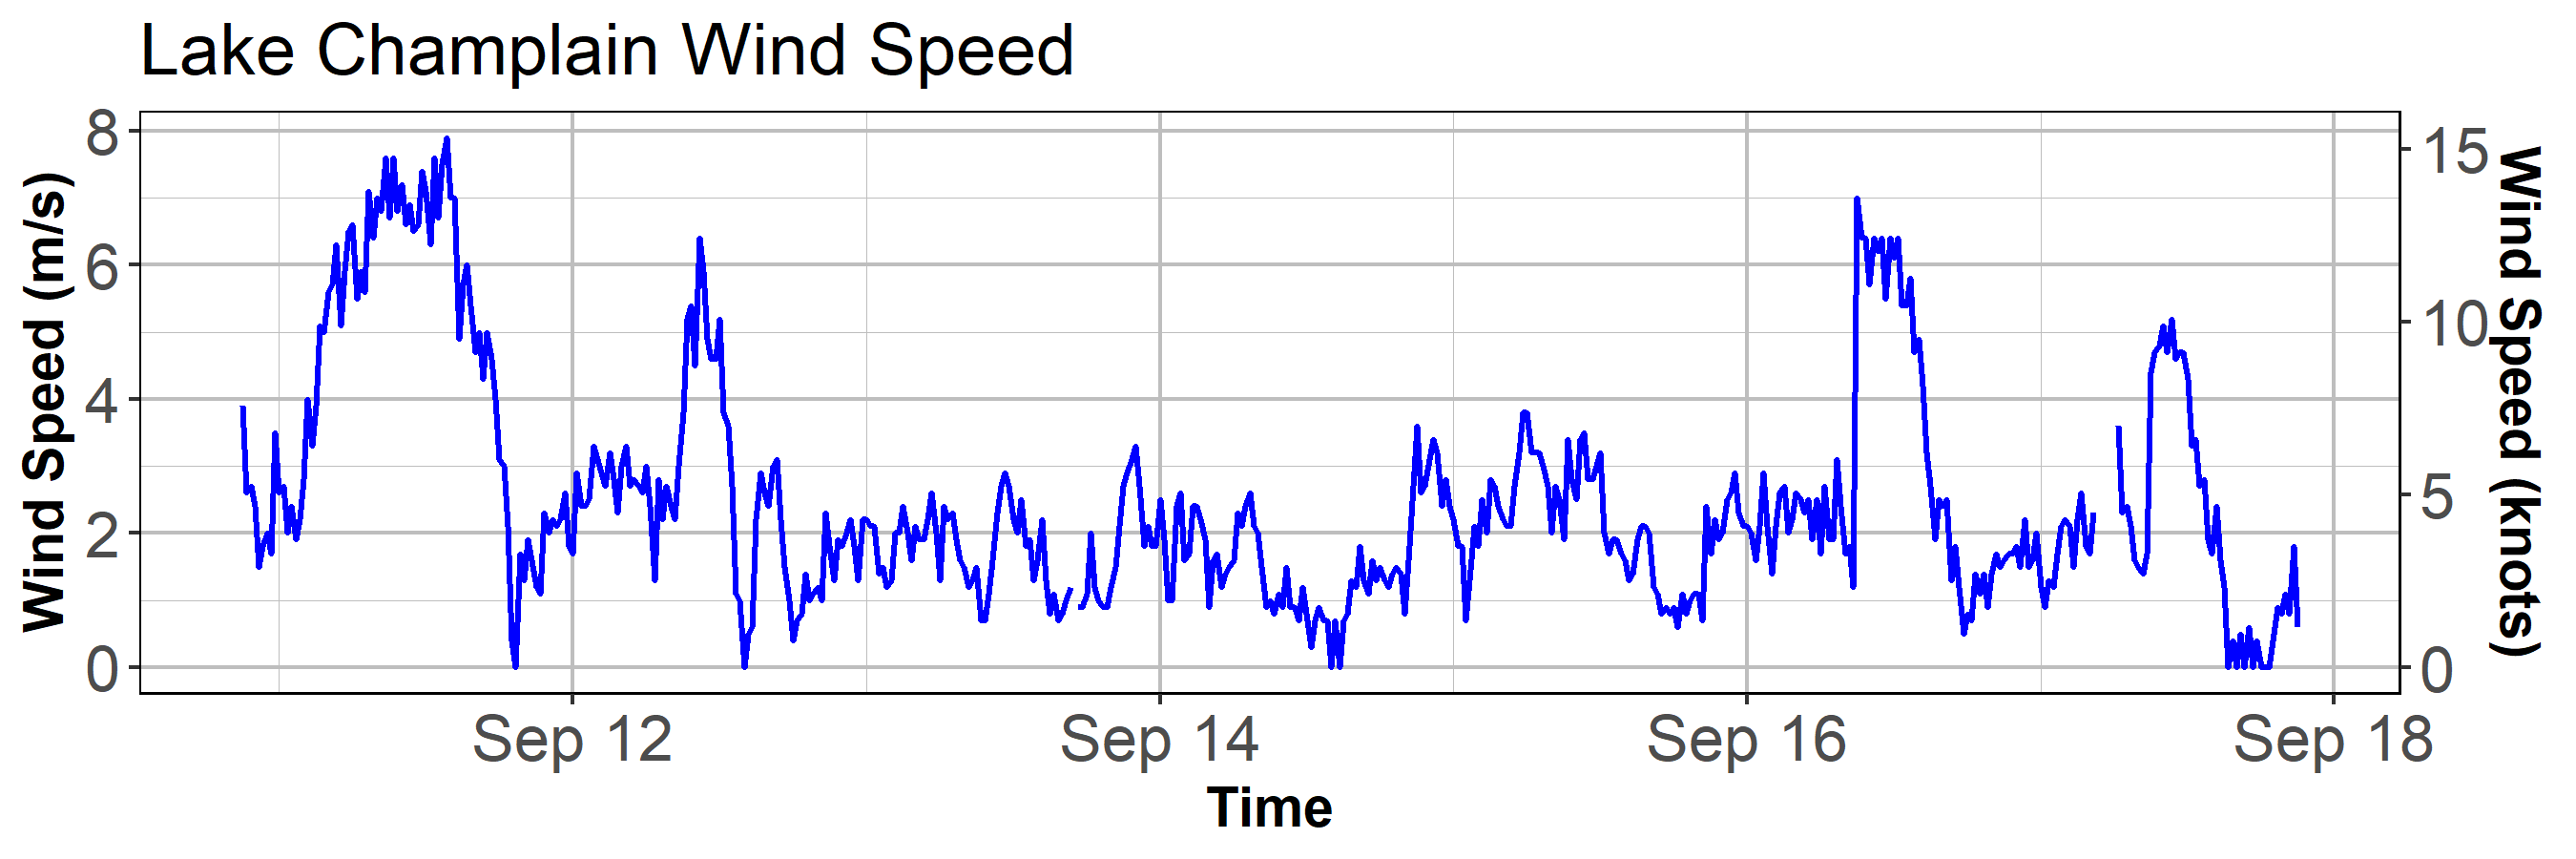 Lake Champlain Wind Speed
Wind Speed (m/s)
8
6
4
2
0
15
10
5
0
Wind Speed (knots)
Sep 12
Sep 14
Sep 16
Sep 18
Time